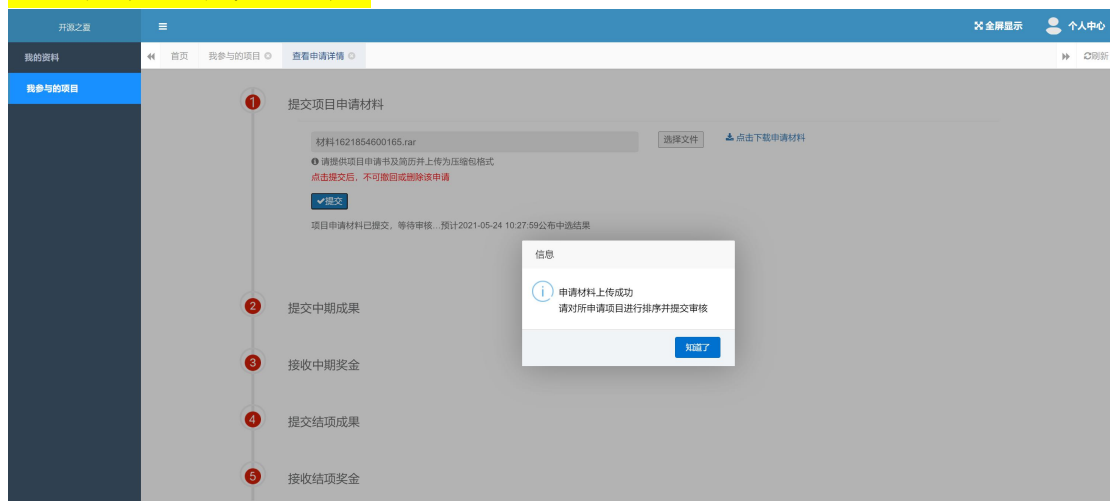 开源之夏
全屏显示
个人中心
我的资料
首页
我参与的项目
查看申请详情
刷新
我参与的项目
1
提交项目申请材料
材料1621854600165.rar
选择文件
点击下载申请材料
请提供项目申请书及简历并上传为压缩包格式
点击提交后，不可撤回或删除该申请
提交
项目申请材料已提交，等待审核...预计2021-05-24 10:27:59公布中选结果
信息
申请材料上传成功
请对所申请项目进行排序并提交审核
知道了
2
提交中期成果
3
接收中期奖金
4
提交结项成果
5
接收结项奖金